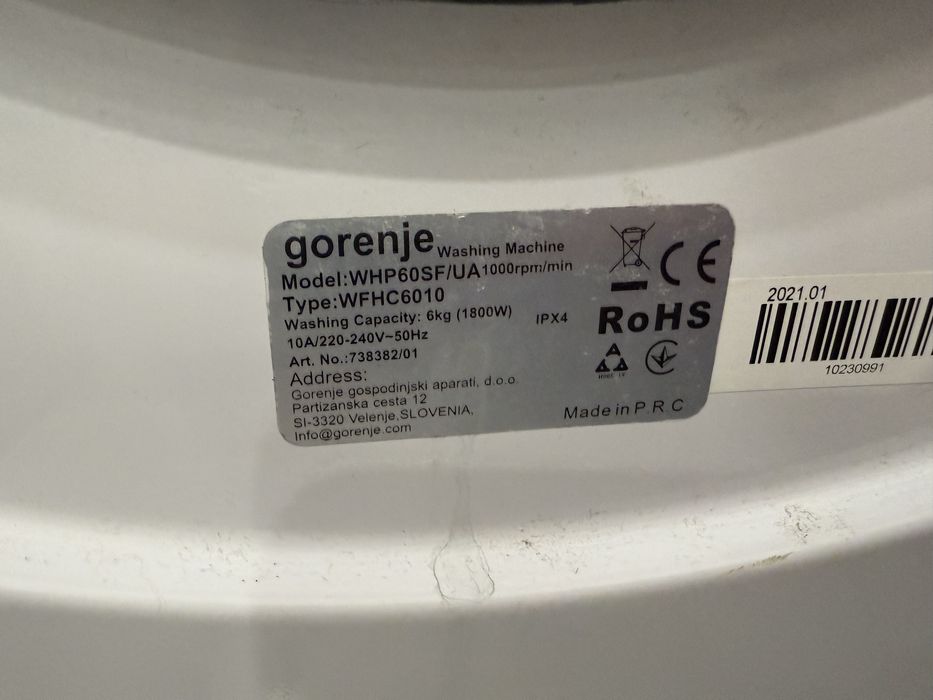 gorenje Washing Machine
Model:WHP60SF/UA 1000rpm/min
Type:WFHC6010
Washing Capacity: 6kg (1800W)
IPX4
10A/220-240V~50Hz
Art. No.:738382/01
Address:
Gorenje gospodinjski aparati, d.o.o.
Partizanska cesta 12
SI-3320 Velenje,SLOVENIA,
Info@gorenje.com
CE
RoHS
Made in P.R.C
2021.01
10230991